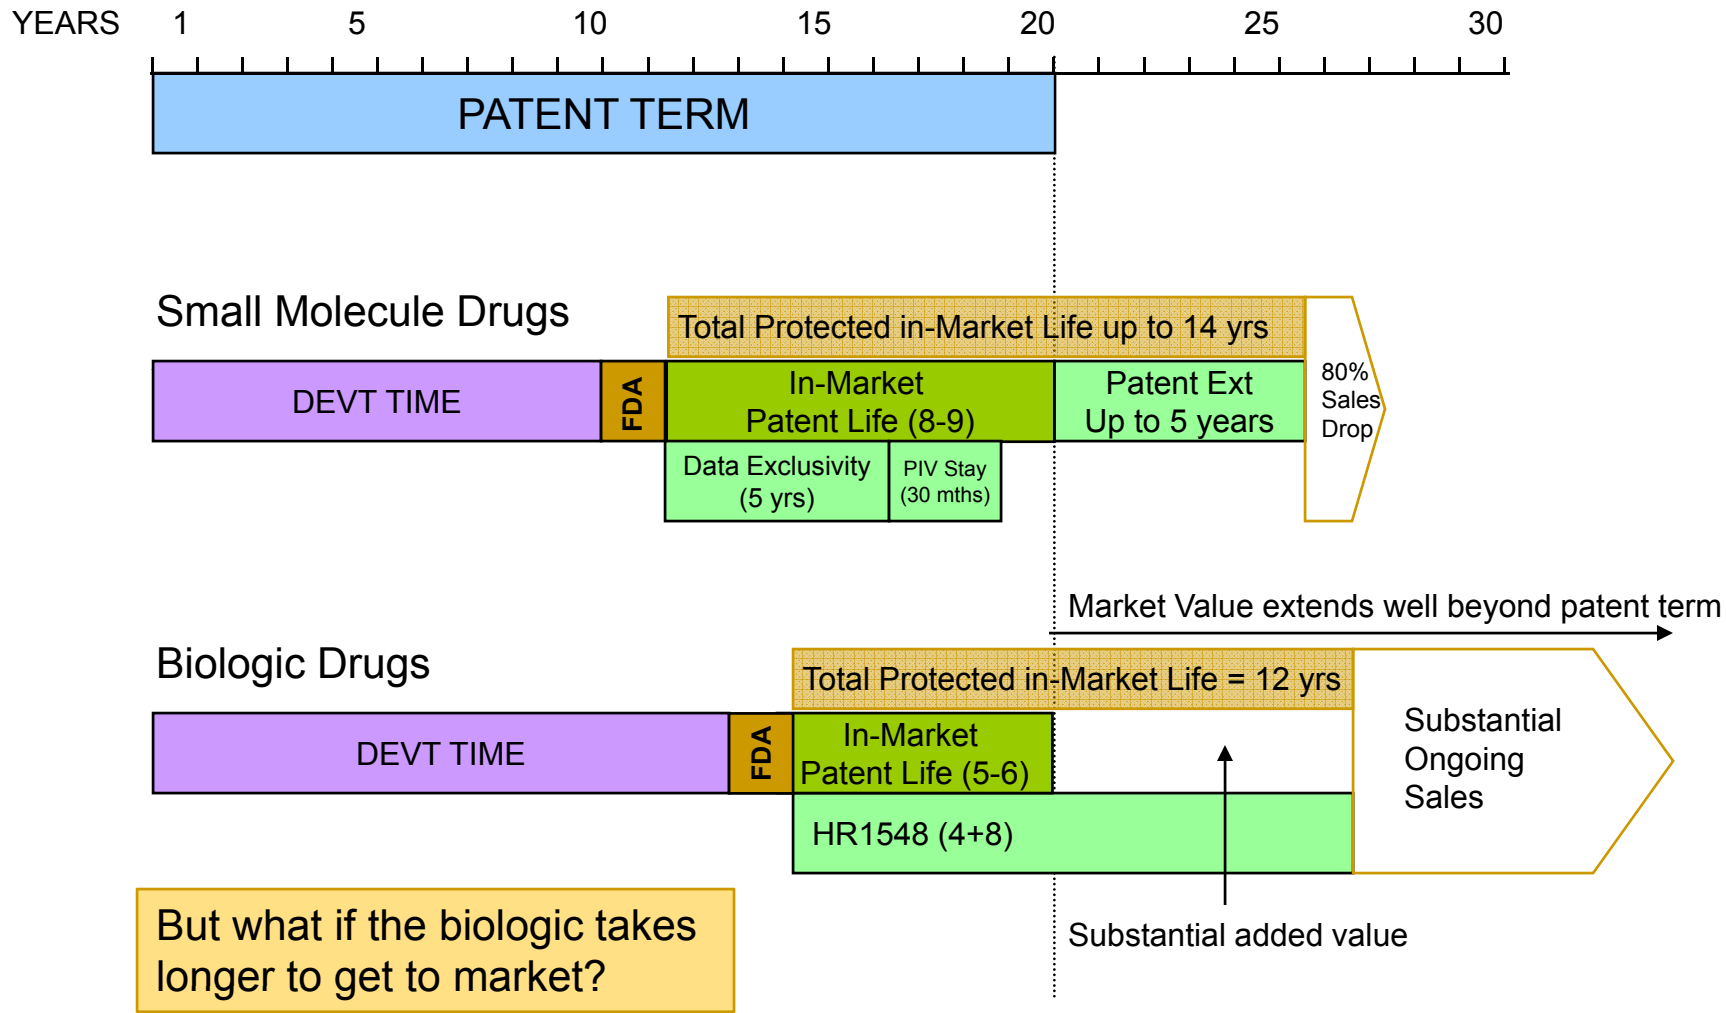 YEARS 1 5 10 15 20 25 30
PATENT TERM
Small Molecule Drugs
Total Protected in-Market Life up to 14 yrs
DEVT TIME
FDA
In-Market
Patent Life (8-9)
Patent Ext
Up to 5 years
80%
Sales
Drop
Data Exclusivity
(5 yrs)
PIV Stay
(30 mths)
Market Value extends well beyond patent term
Biologic Drugs
Total Protected in-Market Life = 12 yrs
DEVT TIME
FDA
In-Market
Patent Life (5-6)
Substantial
Ongoing
Sales
HR1548 (4+8)
Substantial added value
But what if the biologic takes
longer to get to market?